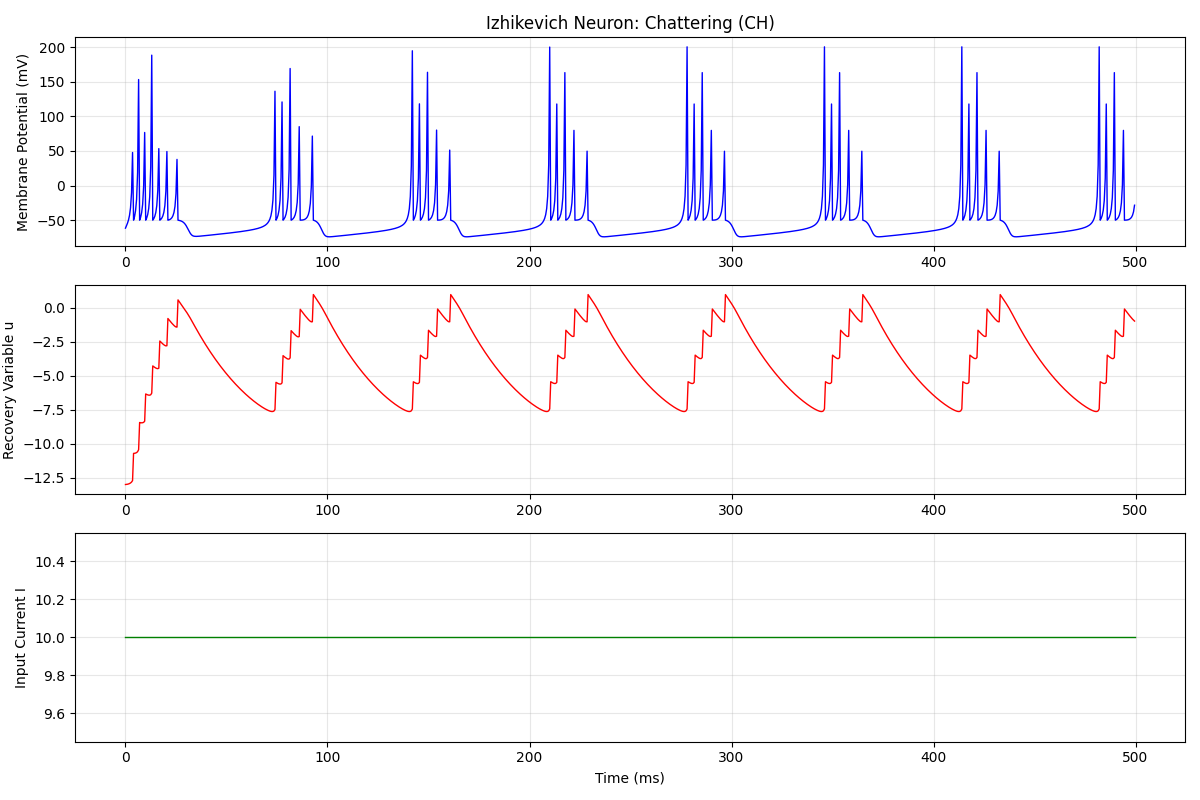 Izhikevich Neuron: Chattering (CH)
Membrane Potential (mV)
200
150
100
50
0
−50
0 100 200 300 400 500
Recovery Variable u
0.0
−2.5
−5.0
−7.5
−10.0
−12.5
0 100 200 300 400 500
Input Current I
10.4
10.2
10.0
9.8
9.6
0 100 200 300 400 500
Time (ms)